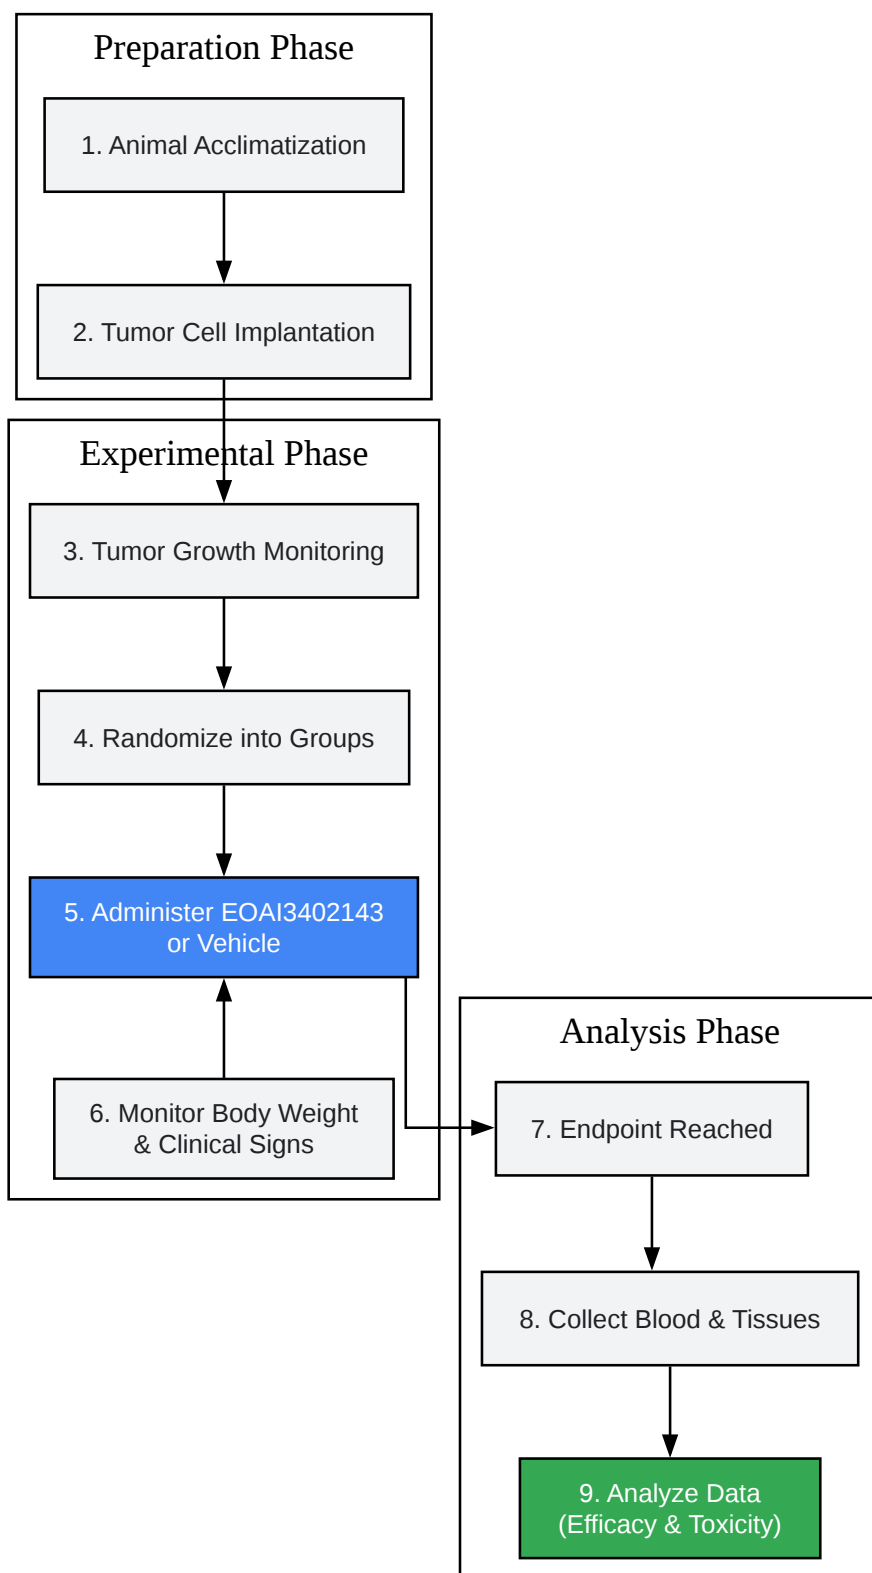 Preparation Phase
1. Animal Acclimatization
2. Tumor Cell Implantation
Experimental Phase
3. Tumor Growth Monitoring
4. Randomize into Groups
5. Administer EOAI3402143
or Vehicle
6. Monitor Body Weight
& Clinical Signs
Analysis Phase
7. Endpoint Reached
8. Collect Blood & Tissues
9. Analyze Data
(Efficacy & Toxicity)